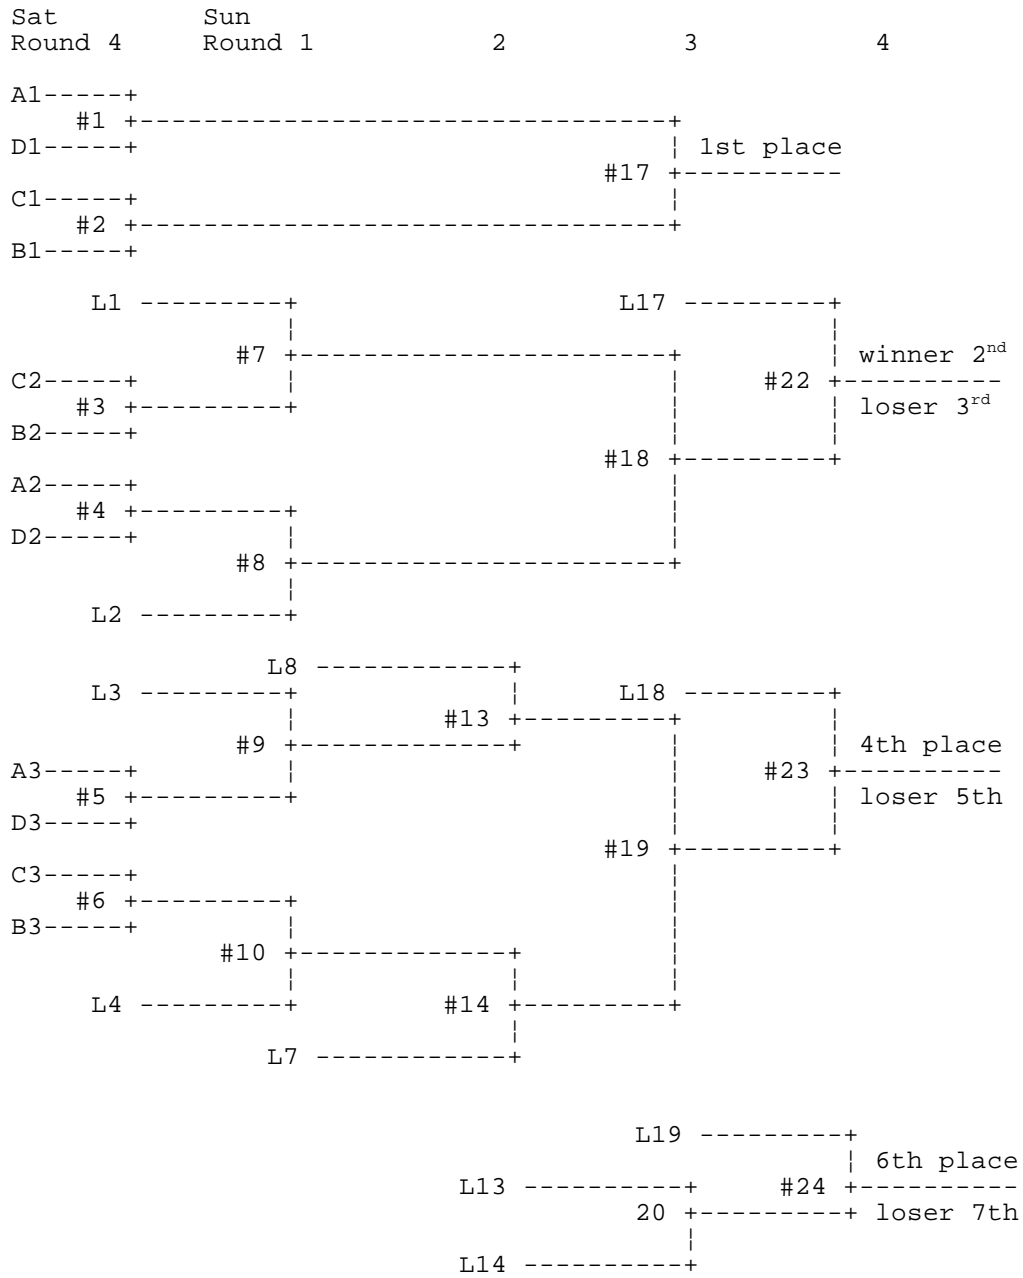 Sat Sun
Round 4 Round 1 2 3 4
A1-----+
#1 +---------------------------------+
D1-----+ ¦ 1st place
#17 +----------
C1-----+ ¦
#2 +---------------------------------+
B1-----+
L1 ---------+ L17 ---------+
¦ ¦
#7 +-----------------------+ ¦ winner 2nd
C2-----+ ¦ ¦ #22 +----------
#3 +---------+ ¦ ¦ loser 3rd
B2-----+ ¦ ¦
#18 +---------+
A2-----+ ¦
#4 +---------+ ¦
D2-----+ ¦ ¦
#8 +-----------------------+
¦
L2 ---------+
L8 ------------+
L3 ---------+ ¦ L18 ---------+
¦ #13 +---------+ ¦
#9 +-------------+ ¦ ¦ 4th place
A3-----+ ¦ ¦ #23 +----------
#5 +---------+ ¦ ¦ loser 5th
D3-----+ ¦ ¦
#19 +---------+
C3-----+ ¦
#6 +---------+ ¦
B3-----+ ¦ ¦
#10 +-------------+ ¦
¦ ¦ ¦
L4 ---------+ #14 +---------+
¦
L7 ------------+
L19 ---------+
¦ 6th place
L13 ----------+ #24 +----------
20 +---------+ loser 7th
¦
L14 ----------+